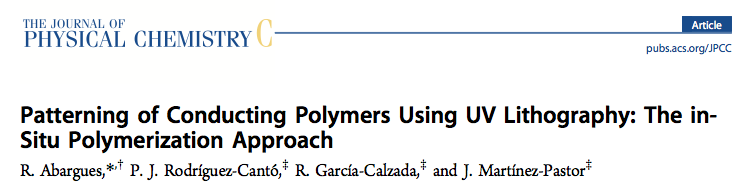 THE JOURNAL OF
PHYSICAL CHEMISTRY C
Article
pubs.acs.org/JPCC
Patterning of Conducting Polymers Using UV Lithography: The in-
Situ Polymerization Approach
R. Abargues,*,† P. J. Rodríguez-Cantó,‡ R. García-Calzada,‡ and J. Martínez-Pastor‡